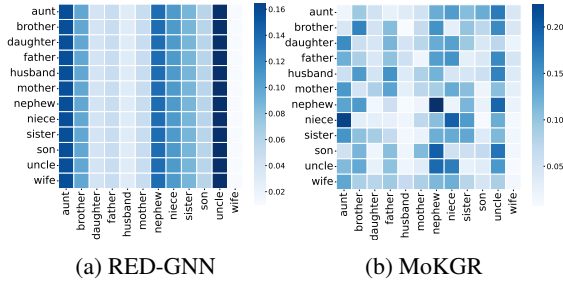 aunt
brother
daughter
father
husband
mother
nephew
niece
sister
son
uncle
wife
aunt
brother
daughter
father
husband
mother
nephew
niece
sister
son
uncle
wife
0.16
0.14
0.12
0.10
0.08
0.06
0.04
0.02
(a) RED-GNN
aunt
brother
daughter
father
husband
mother
nephew
niece
sister
son
uncle
wife
aunt
brother
daughter
father
husband
mother
nephew
niece
sister
son
uncle
wife
0.20
0.15
0.10
0.05
(b) MoKGR